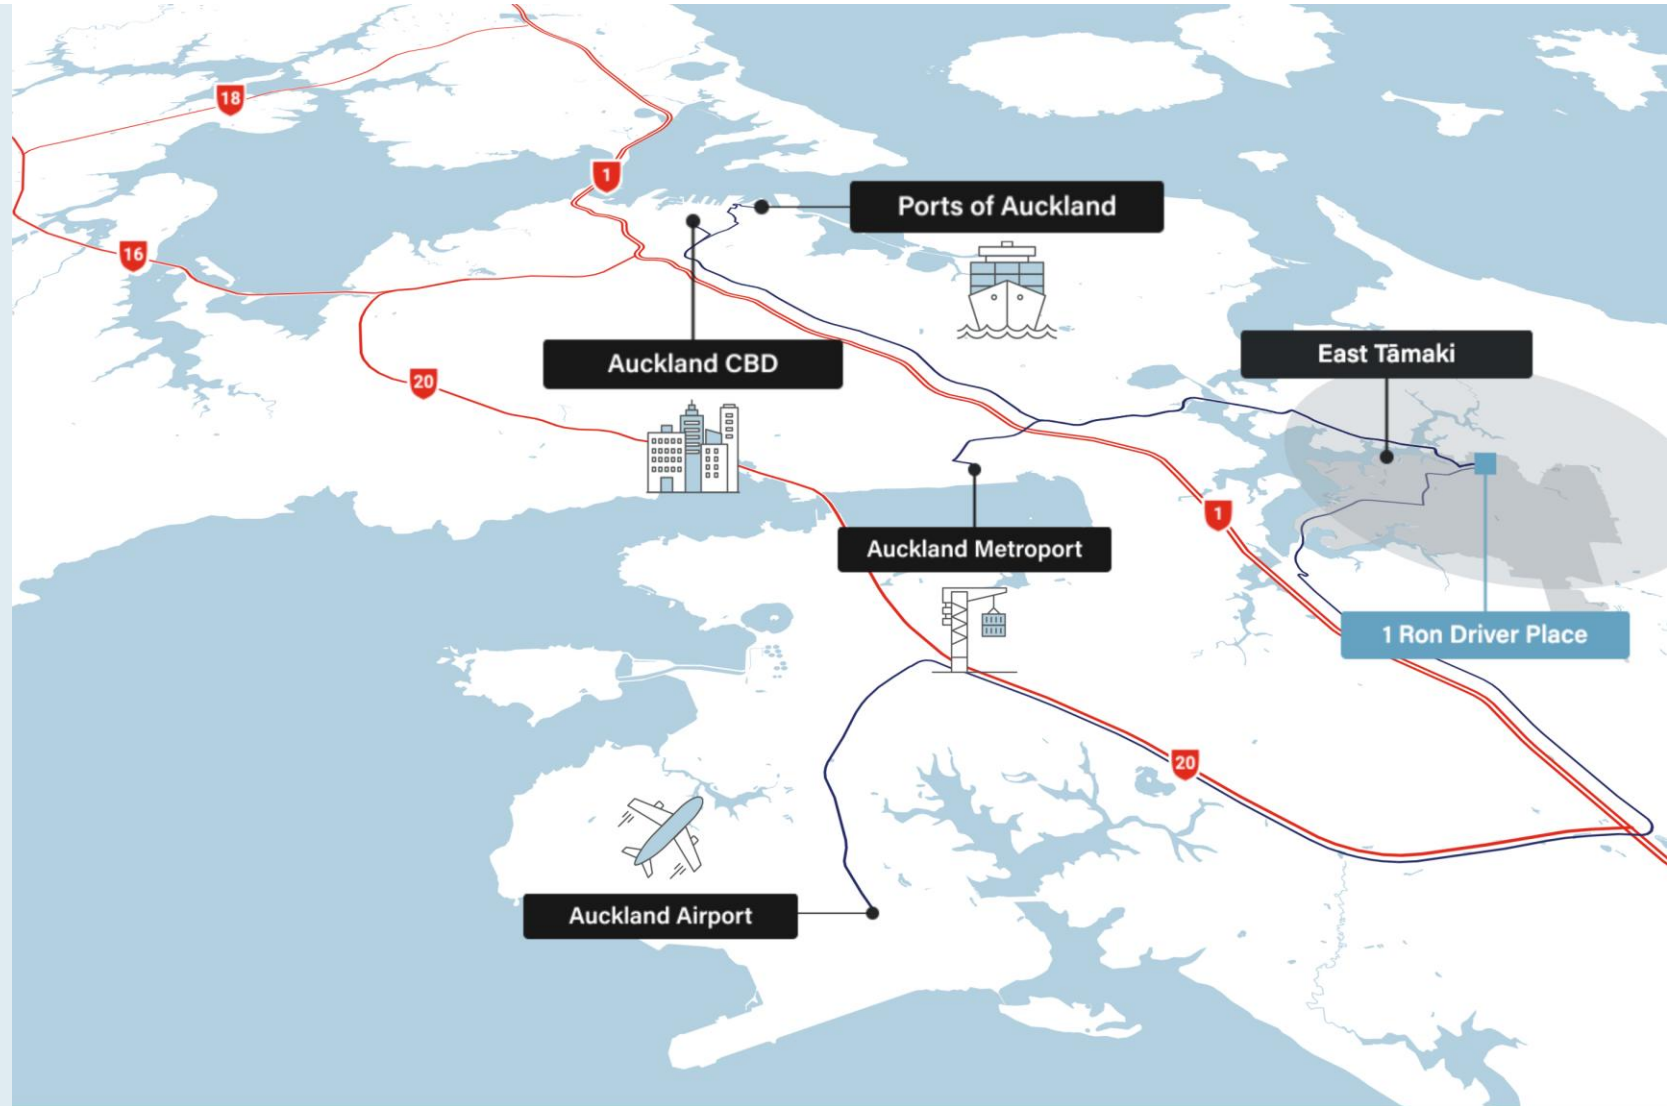 18
1
Ports of Auckland
16
East Tāmaki
Auckland CBD
20
1
Auckland Metroport
1 Ron Driver Place
20
Auckland Airport